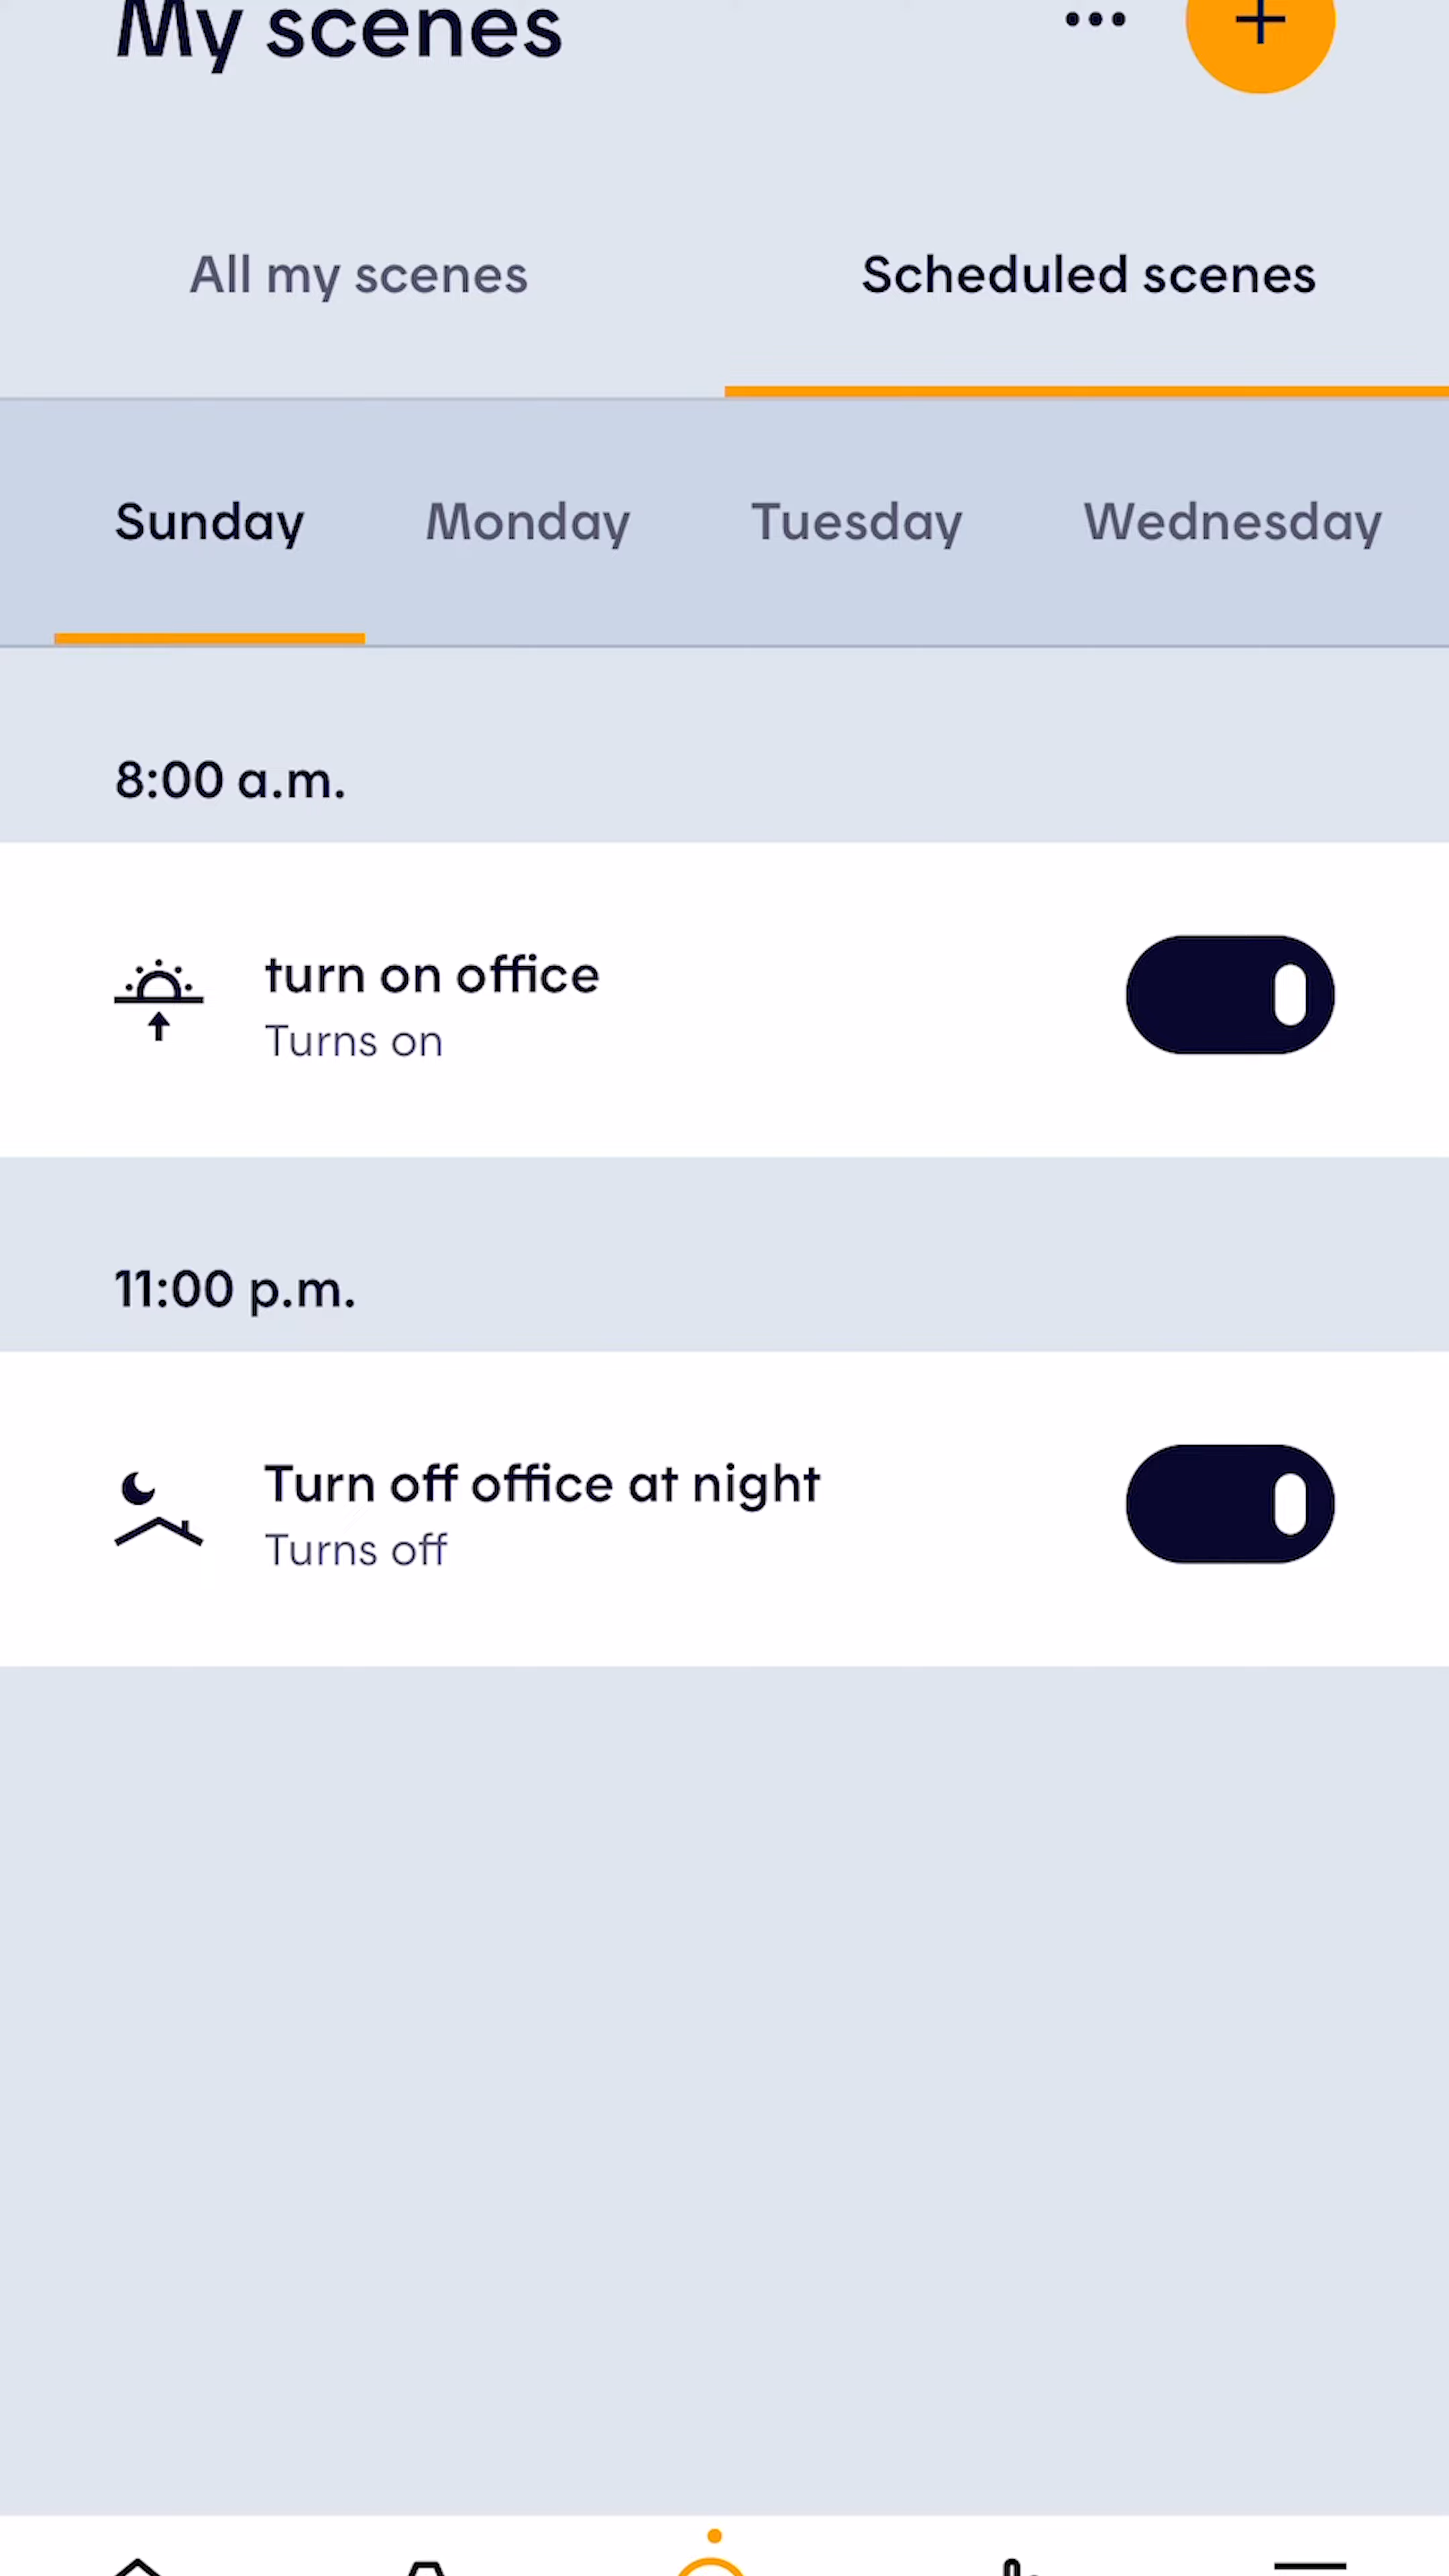 My scenes
All my scenes
Scheduled scenes
Sunday
Monday
Tuesday
Wednesday
8:00 a.m.
turn on office
Turns on
11:00 p.m.
Turn off office at night
Turns off